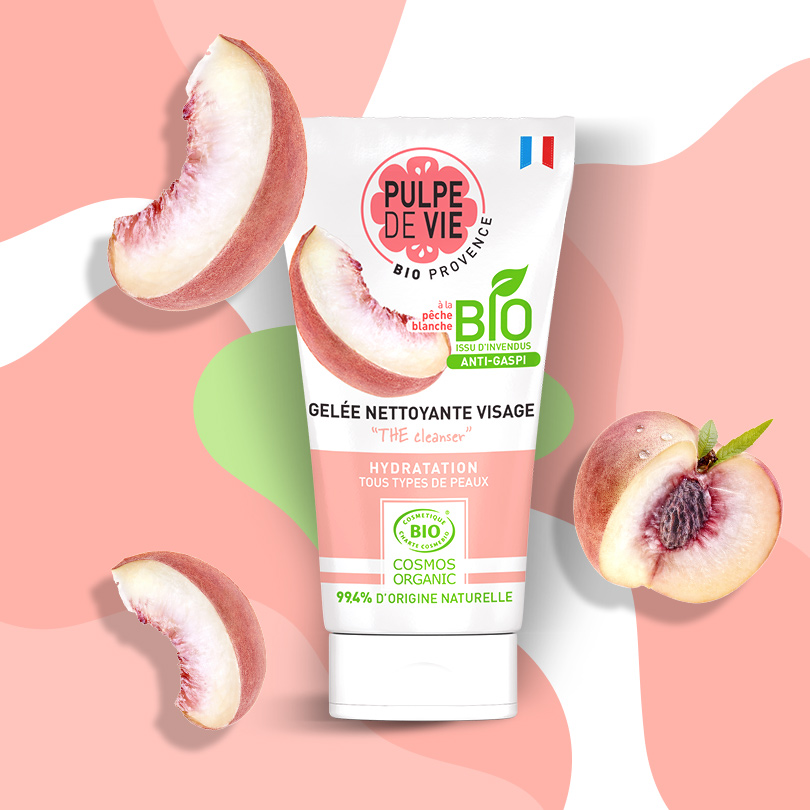 PULPE
DE VIE
BIO PROVENCE
à la
pêche
blanche
BIO
ISSU D'INVENDUS
ANTI-GASPI
GELÉE NETTOYANTE VISAGE
"THE cleanser"
HYDRATATION
TOUS TYPES DE PEAUX
COSMETIQUE
BIO
CHARTE COSMEBIO
COSMOS
ORGANIC
99,4% D'ORIGINE NATURELLE